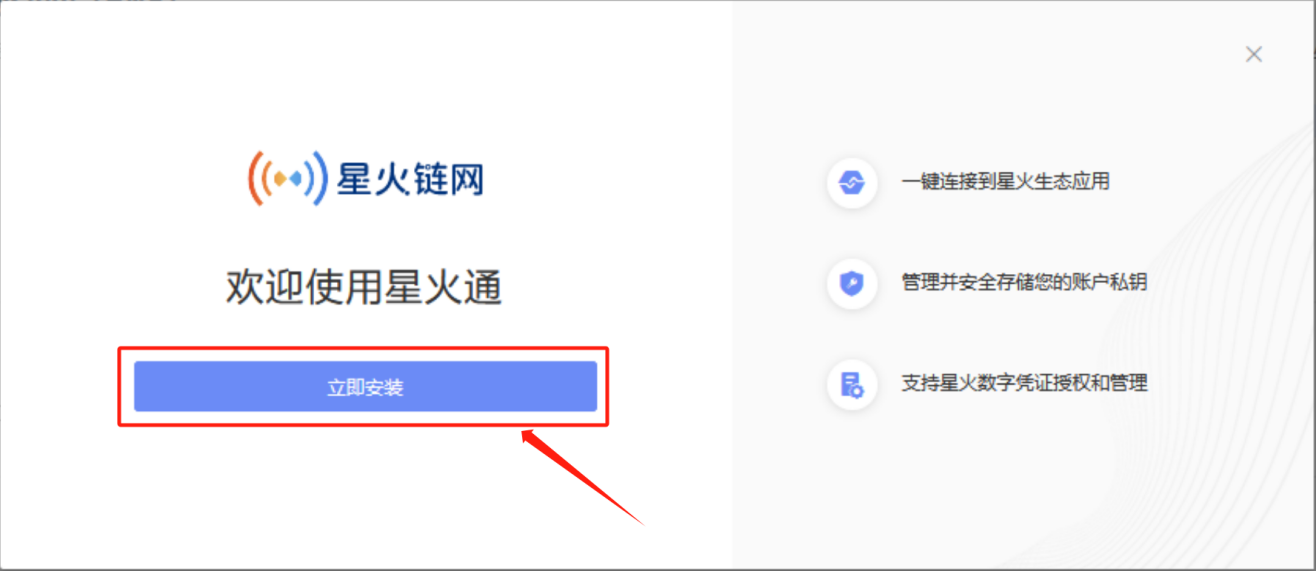 星火链网
欢迎使用星火通
立即安装
一键连接到星火生态应用
管理并安全存储您的账户私钥
支持星火数字凭证授权和管理